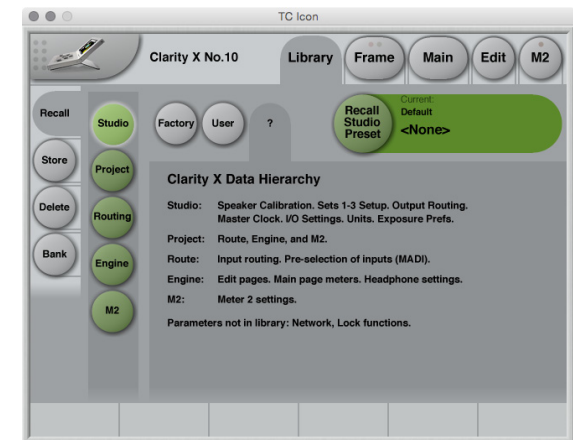 TC Icon
Clarity X No.10
Library
Frame
Main
Edit
M2
Recall
Store
Delete
Bank
Studio
Project
Routing
Engine
M2
Factory
User
?
Recall
Studio
Preset
Current:
Default
<None>
Clarity X Data Hierarchy
Studio: Speaker Calibration. Sets 1-3 Setup. Output Routing.
Master Clock. I/O Settings. Units. Exposure Prefs.
Project: Route, Engine, and M2.
Route: Input routing. Pre-selection of inputs (MADI).
Engine: Edit pages. Main page meters. Headphone settings.
M2: Meter 2 settings.
Parameters not in library: Network, Lock functions.